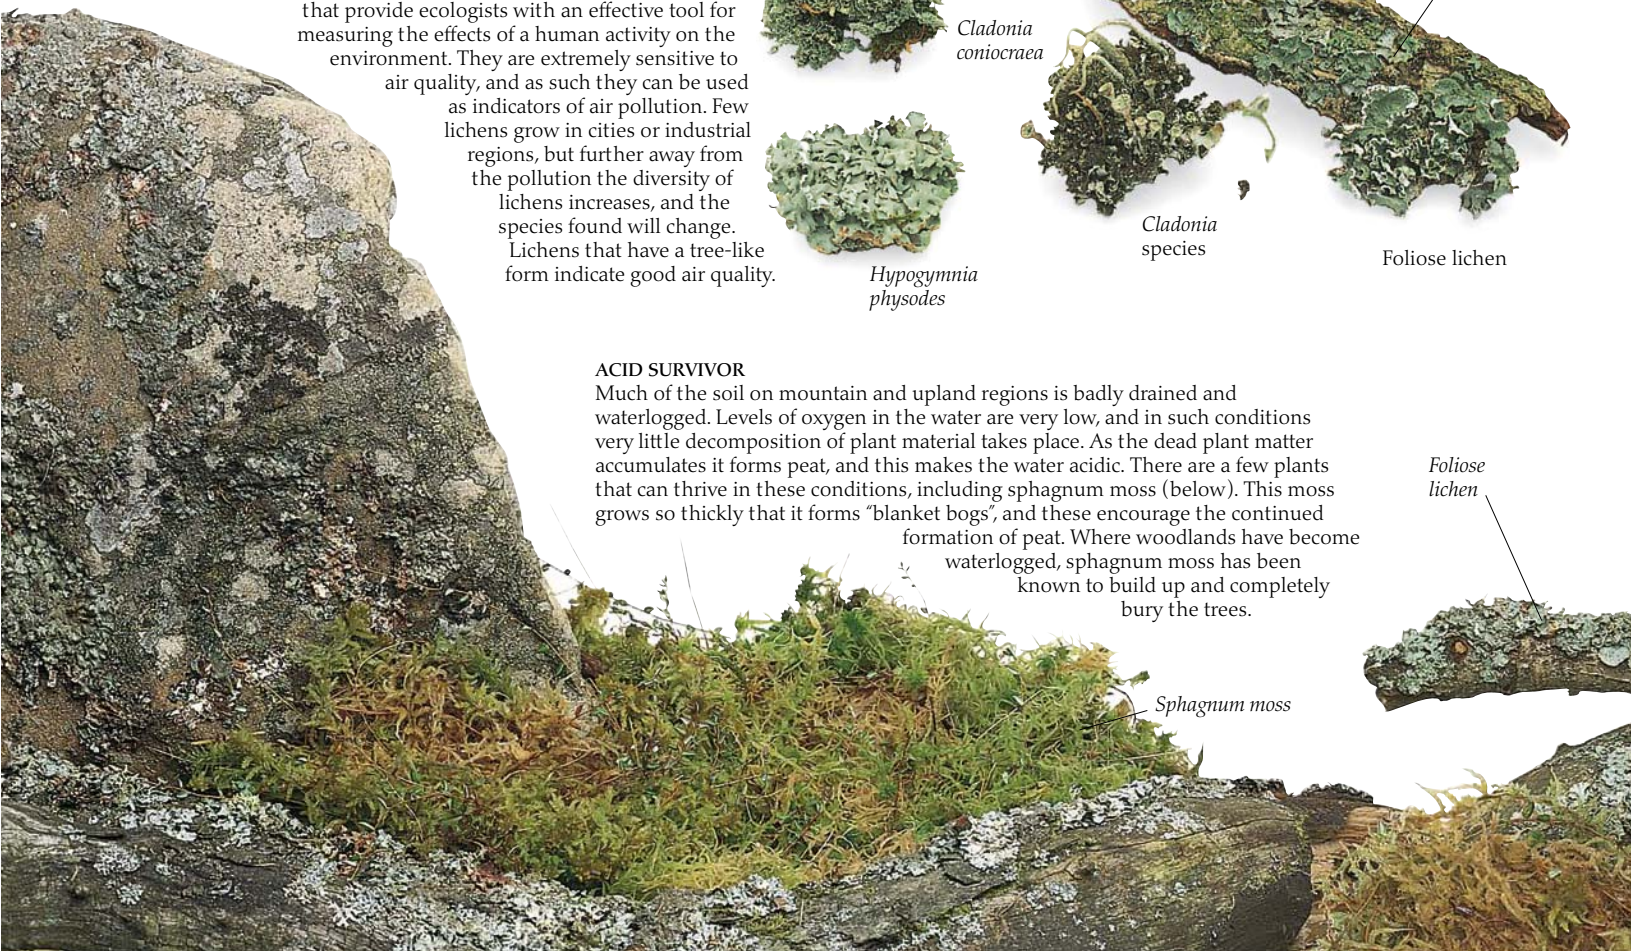 that provide ecologists with an effective tool for
measuring the effects of a human activity on the
environment. They are extremely sensitive to
air quality, and as such they can be used
as indicators of air pollution. Few
lichens grow in cities or industrial
regions, but further away from
the pollution the diversity of
lichens increases, and the
species found will change.
Lichens that have a tree-like
form indicate good air quality.
Cladonia
coniocraea
Cladonia
species
Foliose lichen
Hypogymnia
physodes
ACID SURVIVOR
Much of the soil on mountain and upland regions is badly drained and
waterlogged. Levels of oxygen in the water are very low, and in such conditions
very little decomposition of plant material takes place. As the dead plant matter
accumulates it forms peat, and this makes the water acidic. There are a few plants
that can thrive in these conditions, including sphagnum moss (below). This moss
grows so thickly that it forms “blanket bogs”, and these encourage the continued
formation of peat. Where woodlands have become
waterlogged, sphagnum moss has been
known to build up and completely
bury the trees.
Foliose
lichen
Sphagnum moss